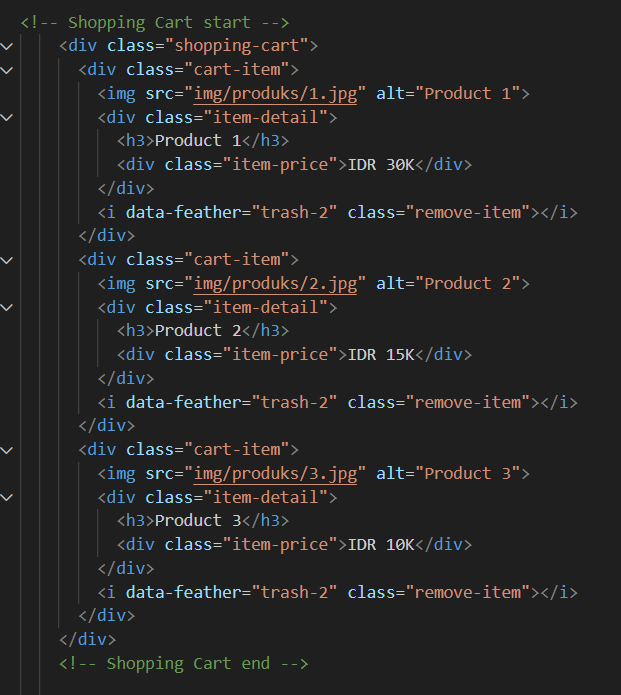 <!-- Shopping Cart start -->
<div class="shopping-cart">
<div class="cart-item">
<img src="img/produks/1.jpg" alt="Product 1">
<div class="item-detail">
<h3>Product 1</h3>
<div class="item-price">IDR 30K</div>
</div>
<i data-feather="trash-2" class="remove-item"></i>
</div>
<div class="cart-item">
<img src="img/produks/2.jpg" alt="Product 2">
<div class="item-detail">
<h3>Product 2</h3>
<div class="item-price">IDR 15K</div>
</div>
<i data-feather="trash-2" class="remove-item"></i>
</div>
<div class="cart-item">
<img src="img/produks/3.jpg" alt="Product 3">
<div class="item-detail">
<h3>Product 3</h3>
<div class="item-price">IDR 10K</div>
</div>
<i data-feather="trash-2" class="remove-item"></i>
</div>
</div>
<!-- Shopping Cart end -->